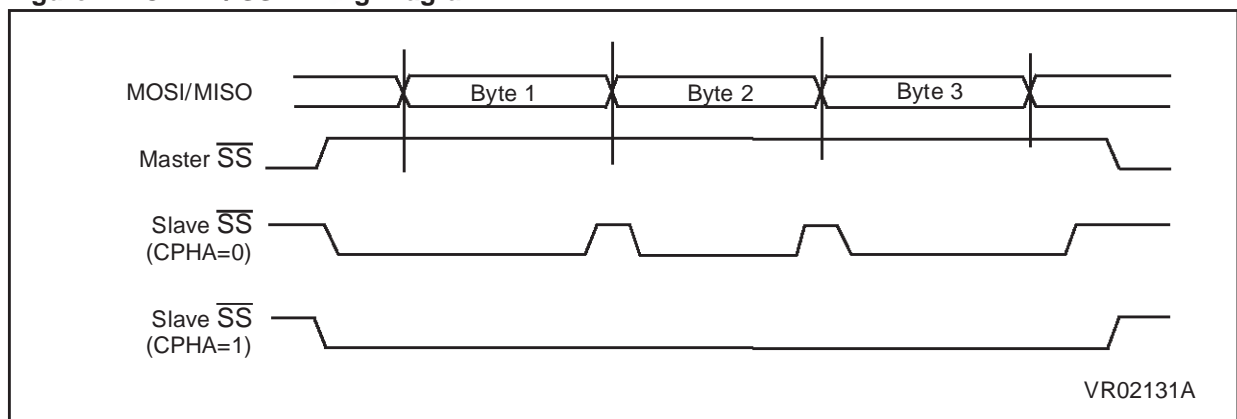 MOSI/MISO
Byte 1
Byte 2
Byte 3
Master SS
Slave SS
(CPHA=0)
Slave SS
(CPHA=1)
VR02131A